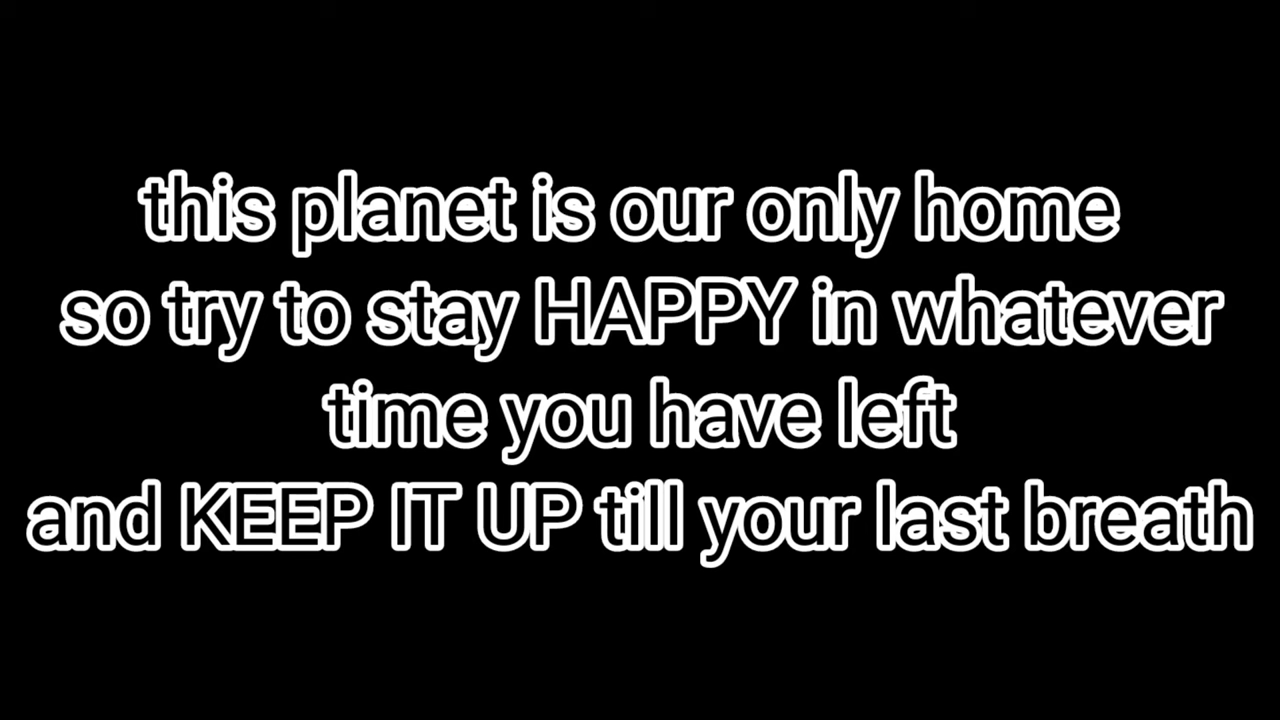 this planet is our only home
so try to stay HAPPY in whatever
time you have left
and KEEP IT UP till your last breath